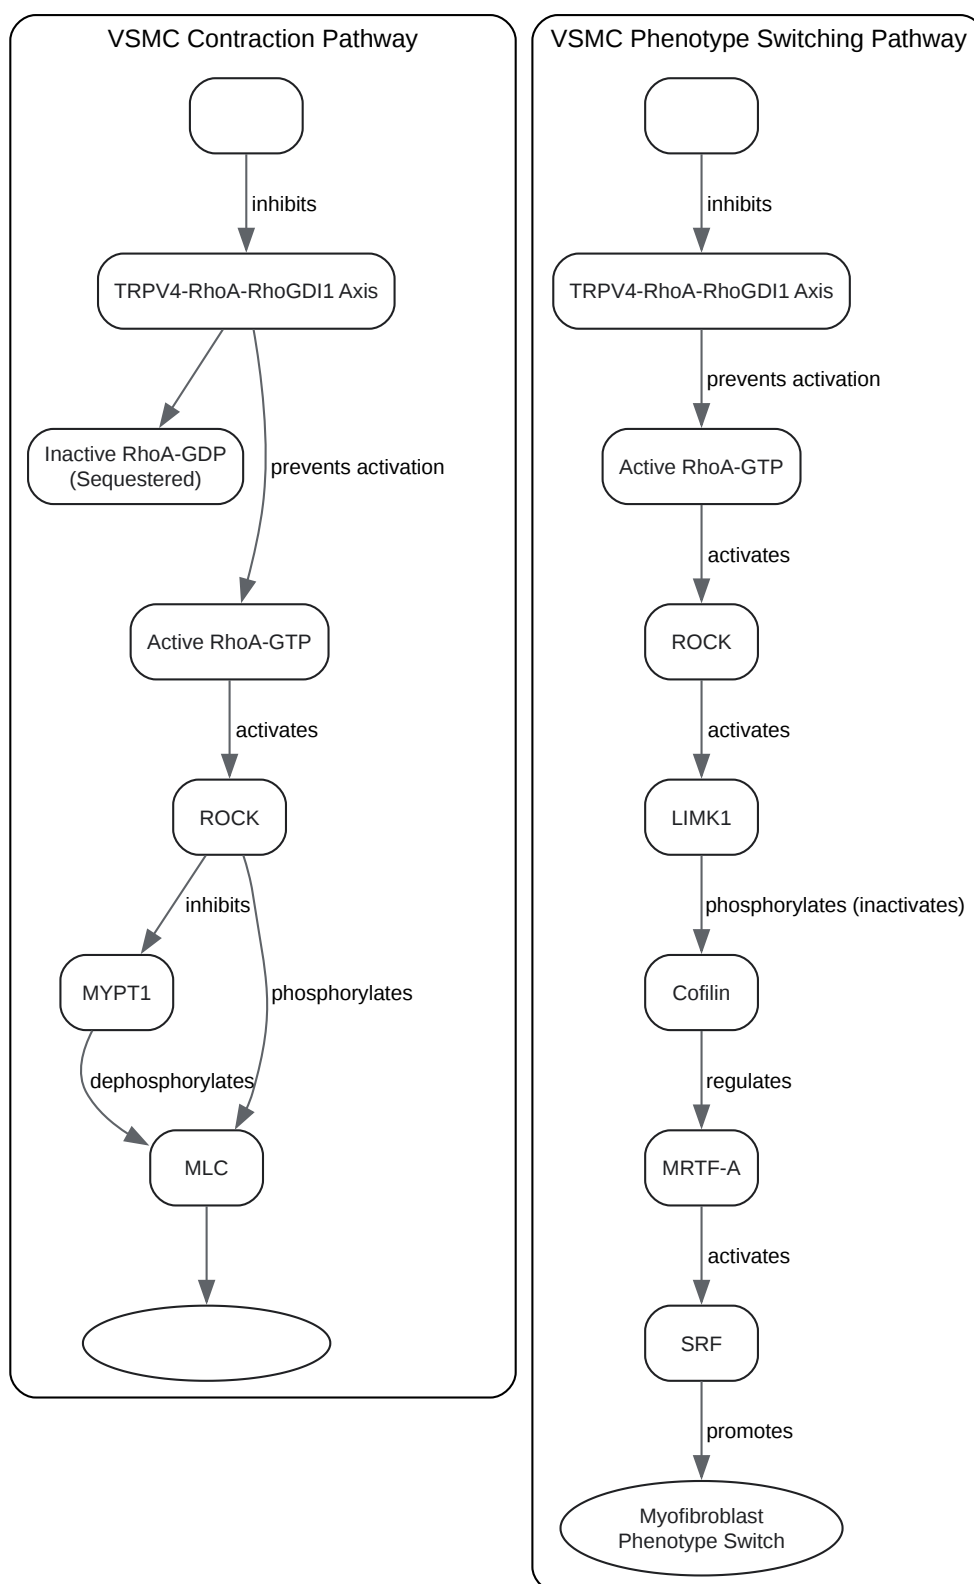 VSMC Contraction Pathway
inhibits
TRPV4-RhoA-RhoGDI1 Axis
Inactive RhoA-GDP
(Sequestered)
prevents activation
Active RhoA-GTP
activates
ROCK
inhibits
MYPT1
phosphorylates
dephosphorylates
MLC
VSMC Phenotype Switching Pathway
inhibits
TRPV4-RhoA-RhoGDI1 Axis
prevents activation
Active RhoA-GTP
activates
ROCK
activates
LIMK1
phosphorylates (inactivates)
Cofilin
regulates
MRTF-A
activates
SRF
promotes
Myofibroblast
Phenotype Switch